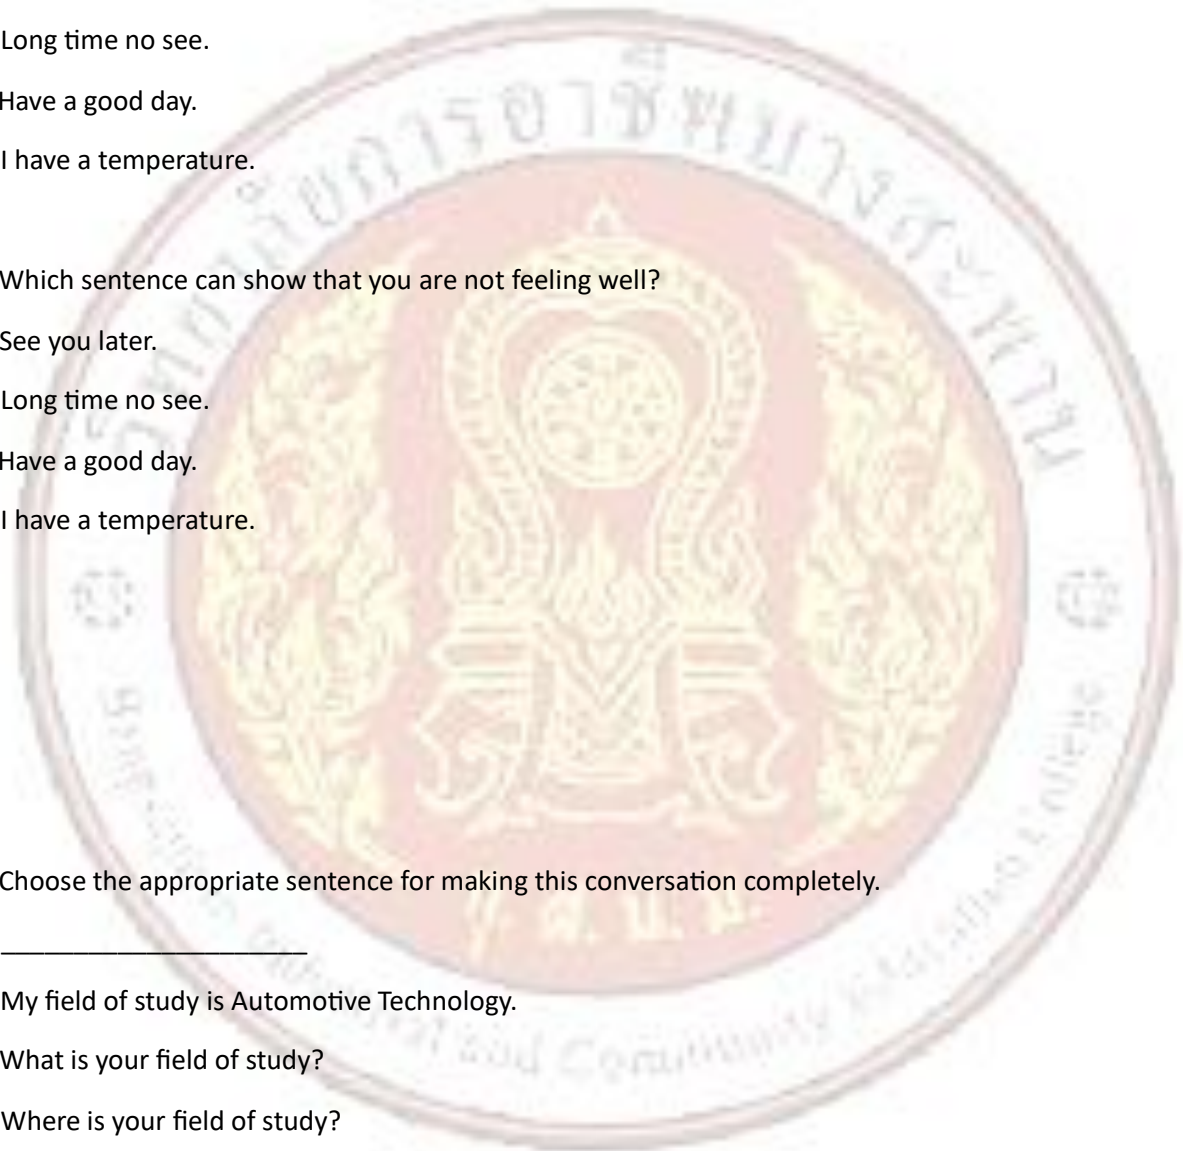 Long time no see.
Have a good day.
I have a temperature.
Which sentence can show that you are not feeling well?
See you later.
Long time no see.
Have a good day.
I have a temperature.
Choose the appropriate sentence for making this conversation completely.
______________________
My field of study is Automotive Technology.
What is your field of study?
Where is your field of study?